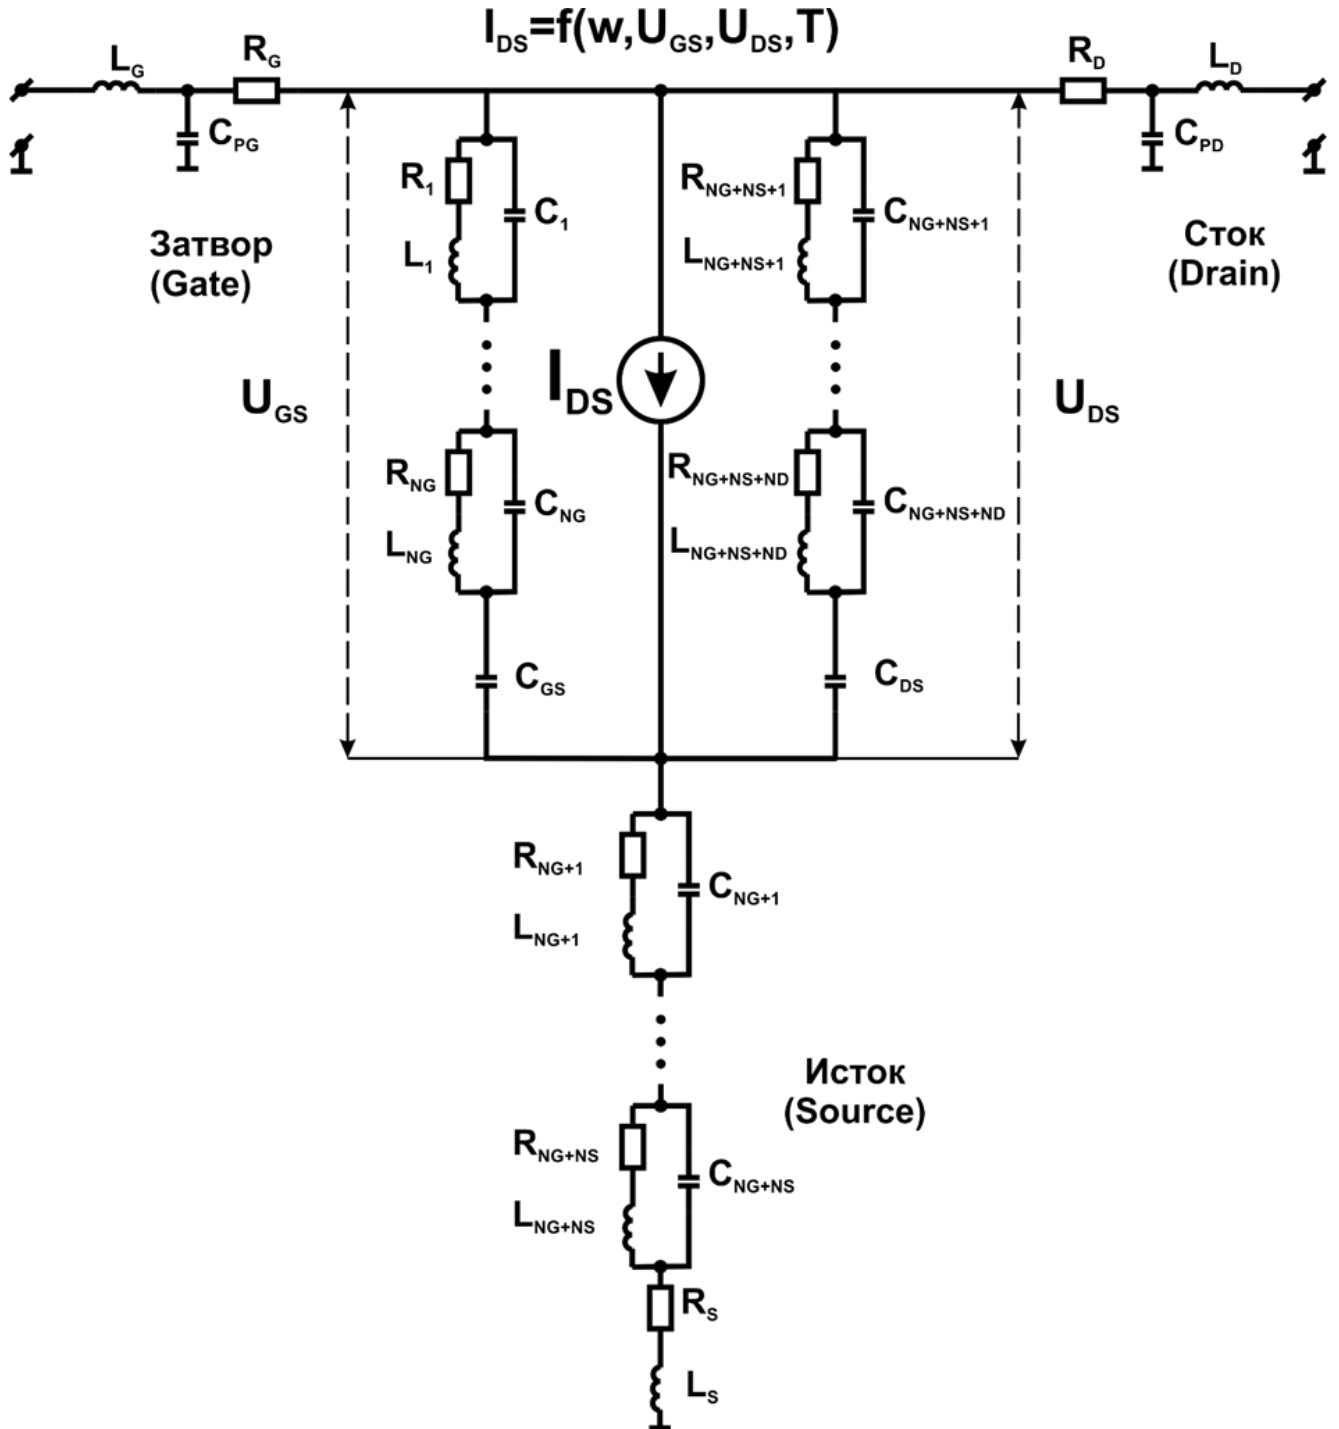 I_DS=f(w,U_GS,U_DS,T)
L_G
R_G
R_D
L_D
C_PG
C_PD
R_1
C_1
L_1
R_NG+NS+1
C_NG+NS+1
L_NG+NS+1
Затвор
(Gate)
Сток
(Drain)
U_GS
I_DS
U_DS
R_NG
C_NG
L_NG
R_NG+NS+ND
C_NG+NS+ND
L_NG+NS+ND
C_GS
C_DS
R_NG+1
C_NG+1
L_NG+1
Исток
(Source)
R_NG+NS
C_NG+NS
L_NG+NS
R_S
L_S